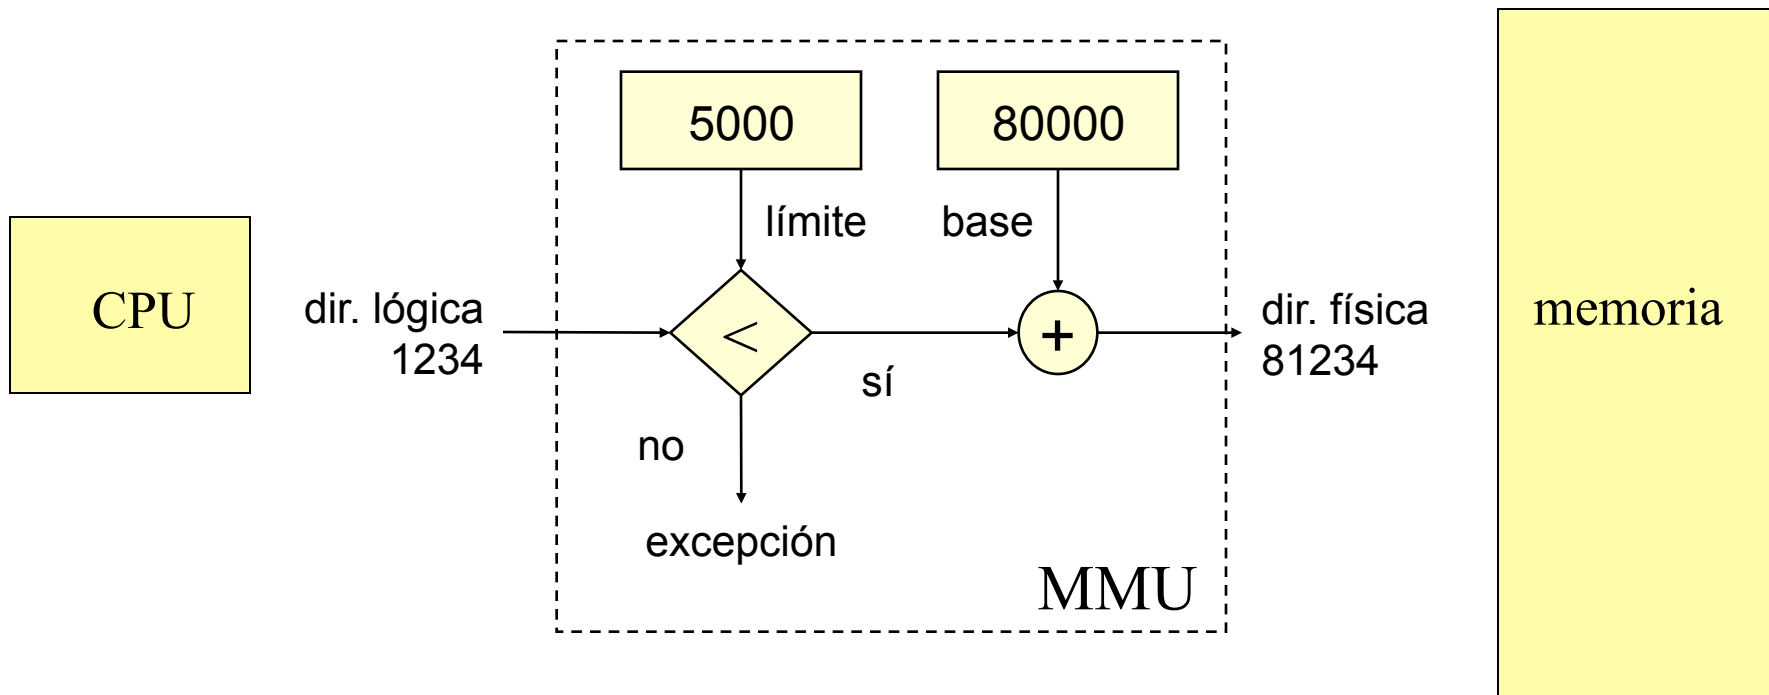 5000
80000
límite
base
CPU
dir. lógica
1234
<
sí
+
dir. física
81234
memoria
no
excepción
MMU